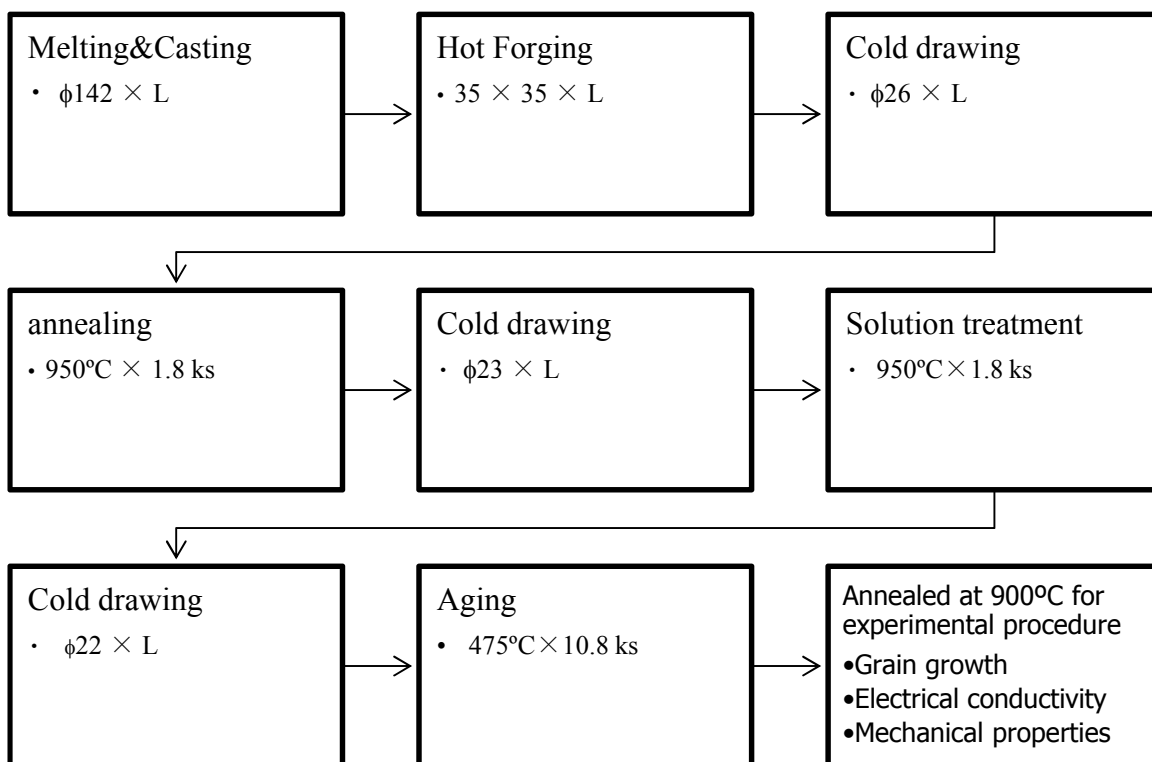 Melting&Casting
・ ϕ142 × L
Hot Forging
・35 × 35 × L
Cold drawing
・ ϕ26 × L
annealing
・950ºC × 1.8 ks
Cold drawing
・ ϕ23 × L
Solution treatment
・ 950ºC×1.8 ks
Cold drawing
・ ϕ22 × L
Aging
• 475ºC×10.8 ks
Annealed at 900ºC for
experimental procedure
•Grain growth
•Electrical conductivity
•Mechanical properties